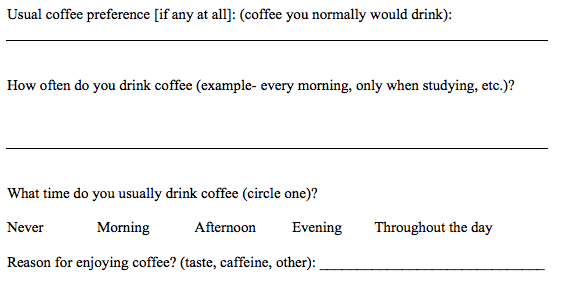 Usual coffee preference [if any at all]: (coffee you normally would drink):
How often do you drink coffee (example- every morning, only when studying, etc.)?
What time do you usually drink coffee (circle one)?
Never Morning Afternoon Evening Throughout the day
Reason for enjoying coffee? (taste, caffeine, other):